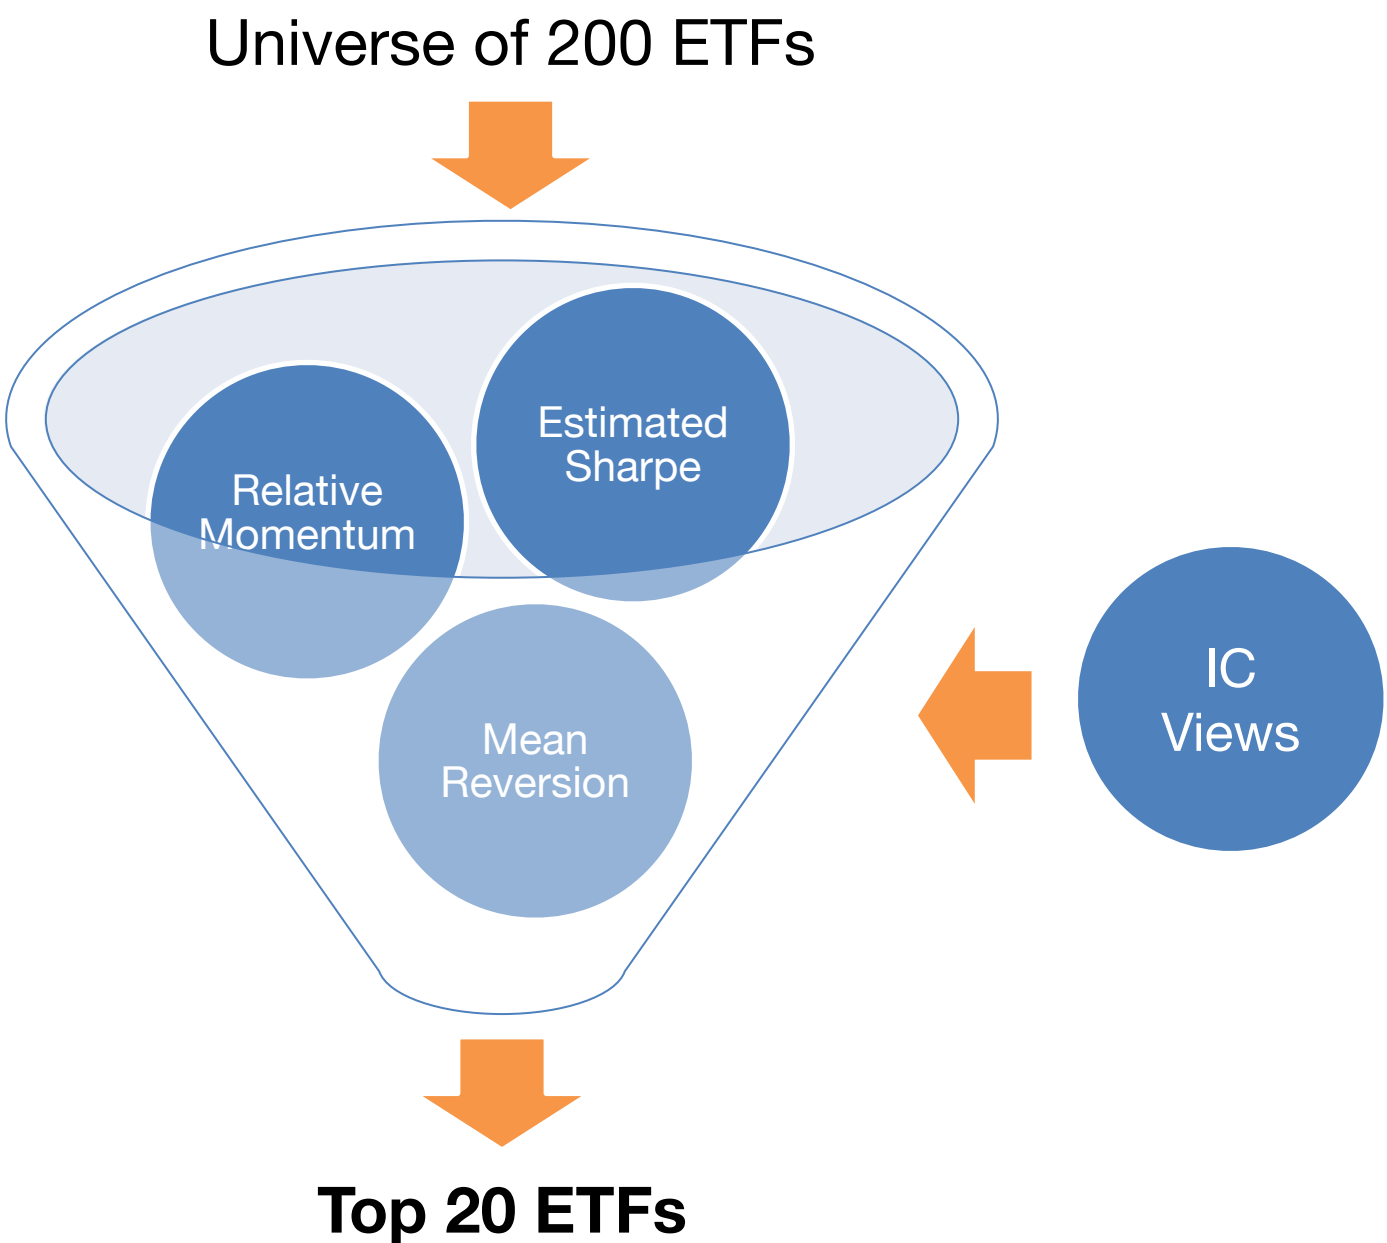 Universe of 200 ETFs
Estimated
Sharpe
Relative
Momentum
IC
Views
Mean
Reversion
Top 20 ETFs